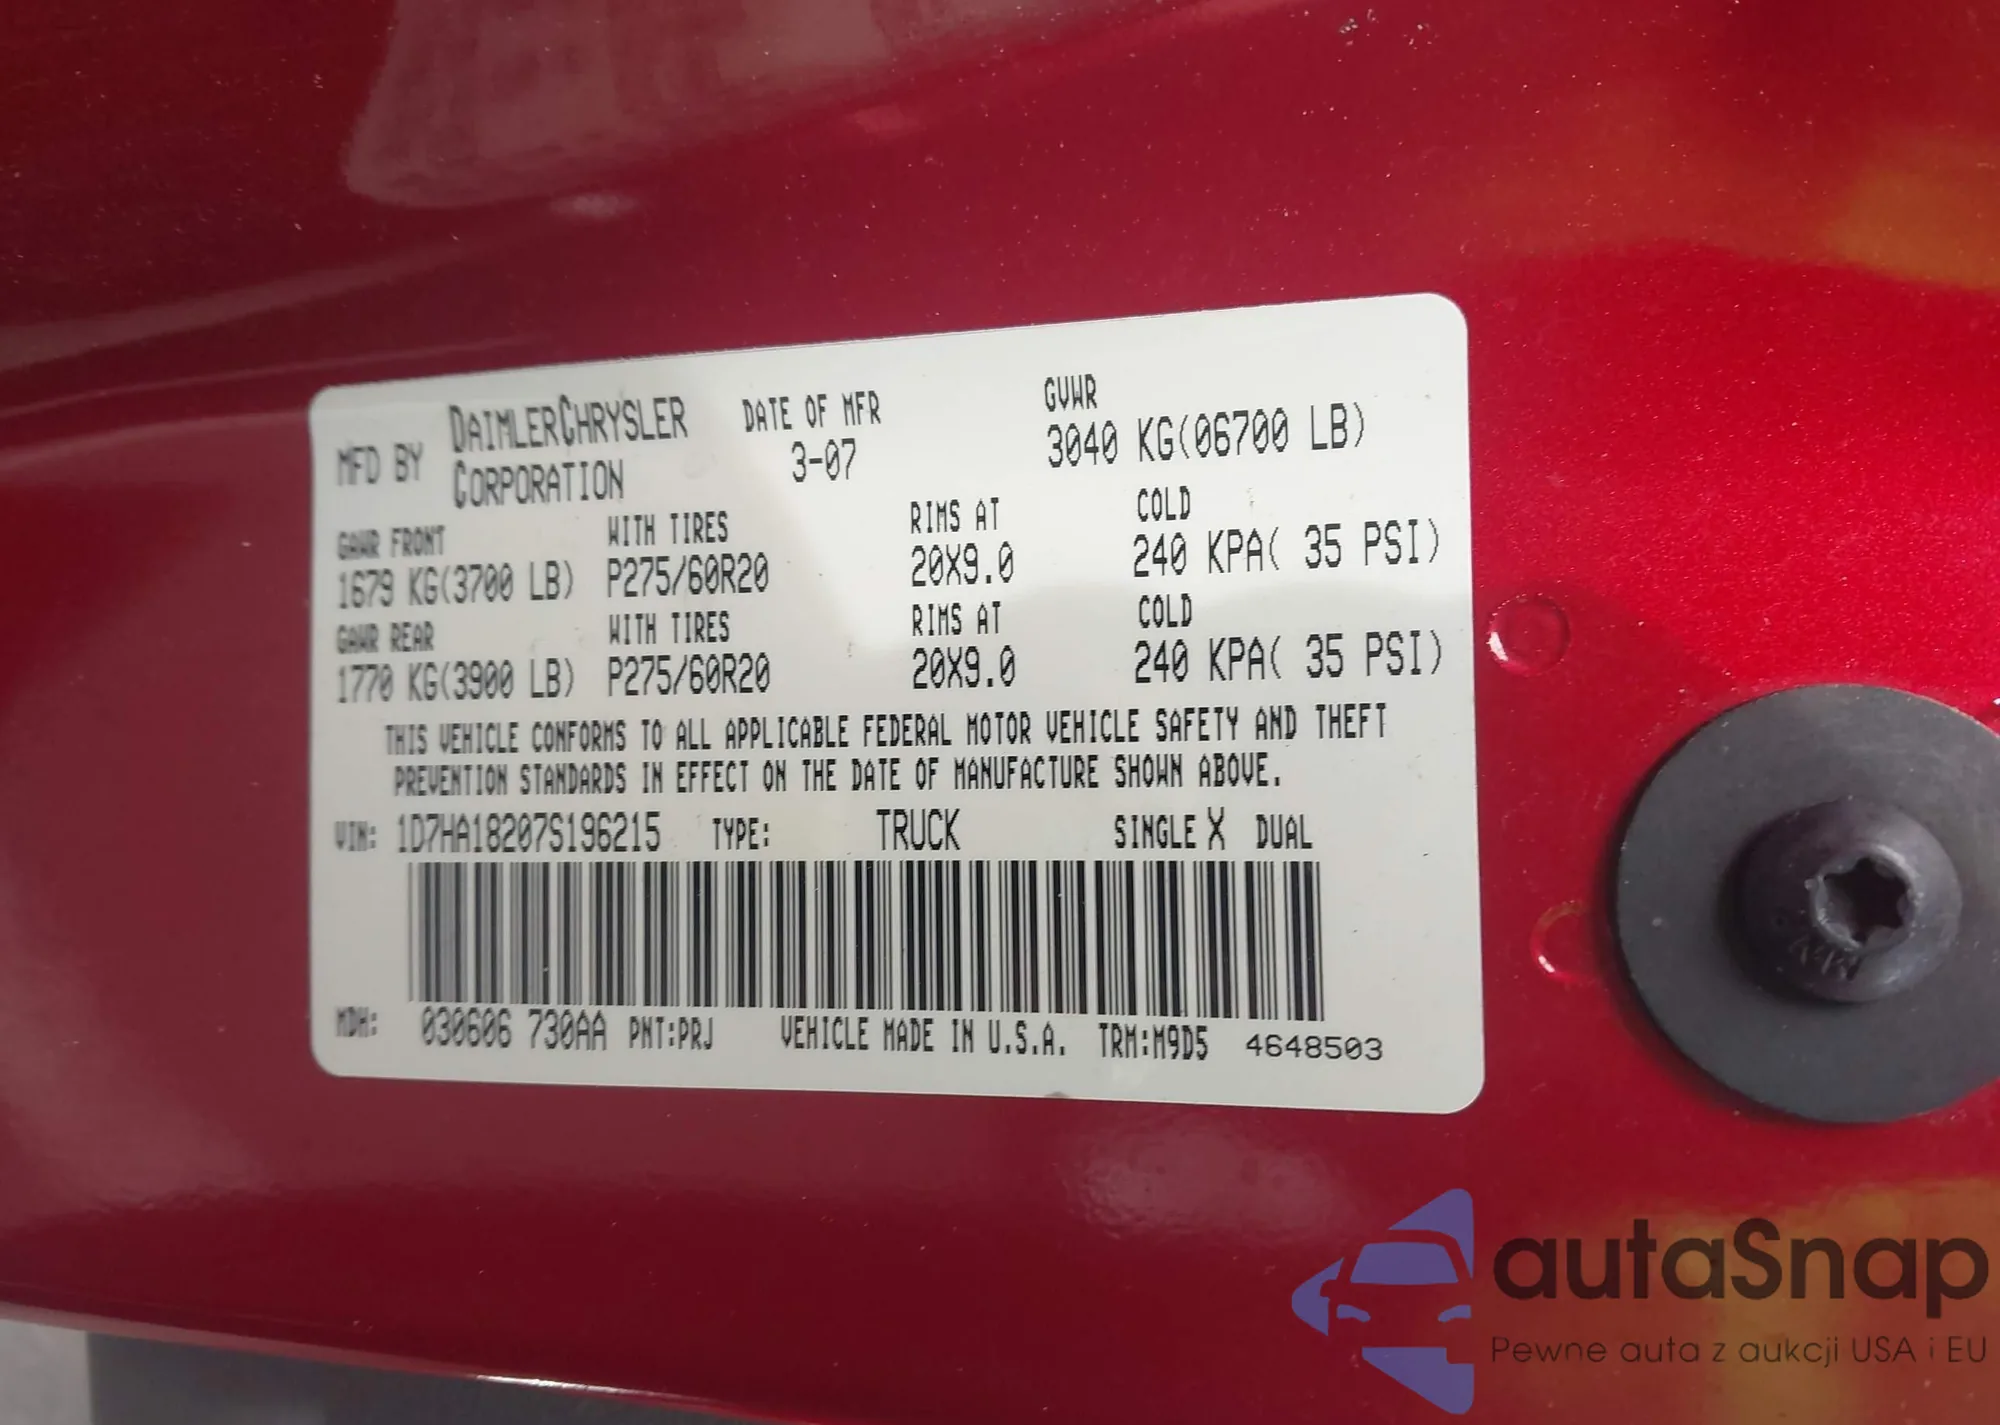 MFD BY DAIMLERCHRYSLER CORPORATION DATE OF MFR 3-07 GVWR 3040 KG(06700 LB)
GAWR FRONT WITH TIRES RIMS AT COLD
1679 KG(3700 LB) P275/60R20 20X9.0 240 KPA( 35 PSI)
GAWR REAR WITH TIRES RIMS AT COLD
1770 KG(3900 LB) P275/60R20 20X9.0 240 KPA( 35 PSI)
THIS VEHICLE CONFORMS TO ALL APPLICABLE FEDERAL MOTOR VEHICLE SAFETY AND THEFT
PREVENTION STANDARDS IN EFFECT ON THE DATE OF MANUFACTURE SHOWN ABOVE.
VIN: 1D7HA18207S196215 TYPE: TRUCK SINGLE X DUAL
MDH: 030606 730AA PNT:PRJ VEHICLE MADE IN U.S.A. TRM:M9D5 4648503
autaSnap
Pewne auta z aukcji USA i EU